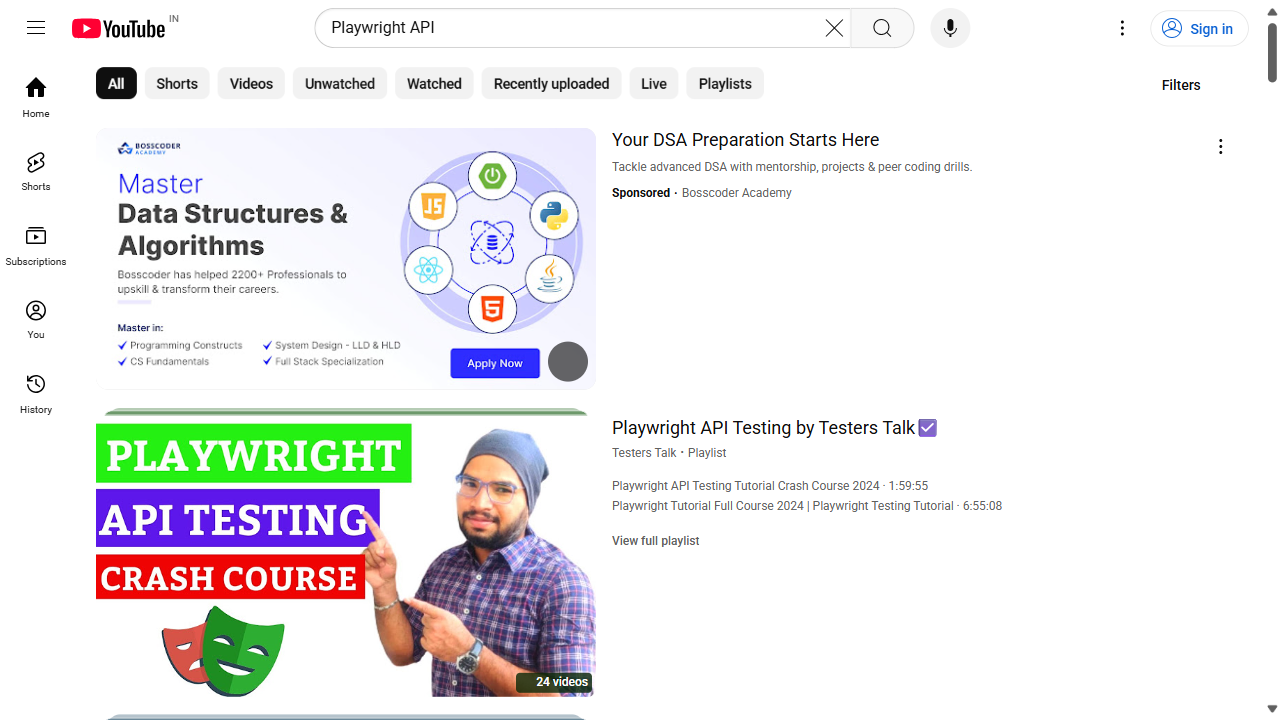 YouTube IN
Playwright API
Sign in
Home
Shorts
Subscriptions
You
History
All
Shorts
Videos
Unwatched
Watched
Recently uploaded
Live
Playlists
Filters
BOSSCODER
ACADEMY
Master
Data Structures &
Algorithms
Bosscoder has helped 2200+ Professionals to
upskill & transform their careers.
Master in:
Programming Constructs
System Design - LLD & HLD
CS Fundamentals
Full Stack Specialization
JS
5
Apply Now
Your DSA Preparation Starts Here
Tackle advanced DSA with mentorship, projects & peer coding drills.
Sponsored · Bosscoder Academy
PLAYWRIGHT
API TESTING
CRASH COURSE
24 videos
Playwright API Testing by Testers Talk☑
Testers Talk · Playlist
Playwright API Testing Tutorial Crash Course 2024 · 1:59:55
Playwright Tutorial Full Course 2024 | Playwright Testing Tutorial · 6:55:08
View full playlist